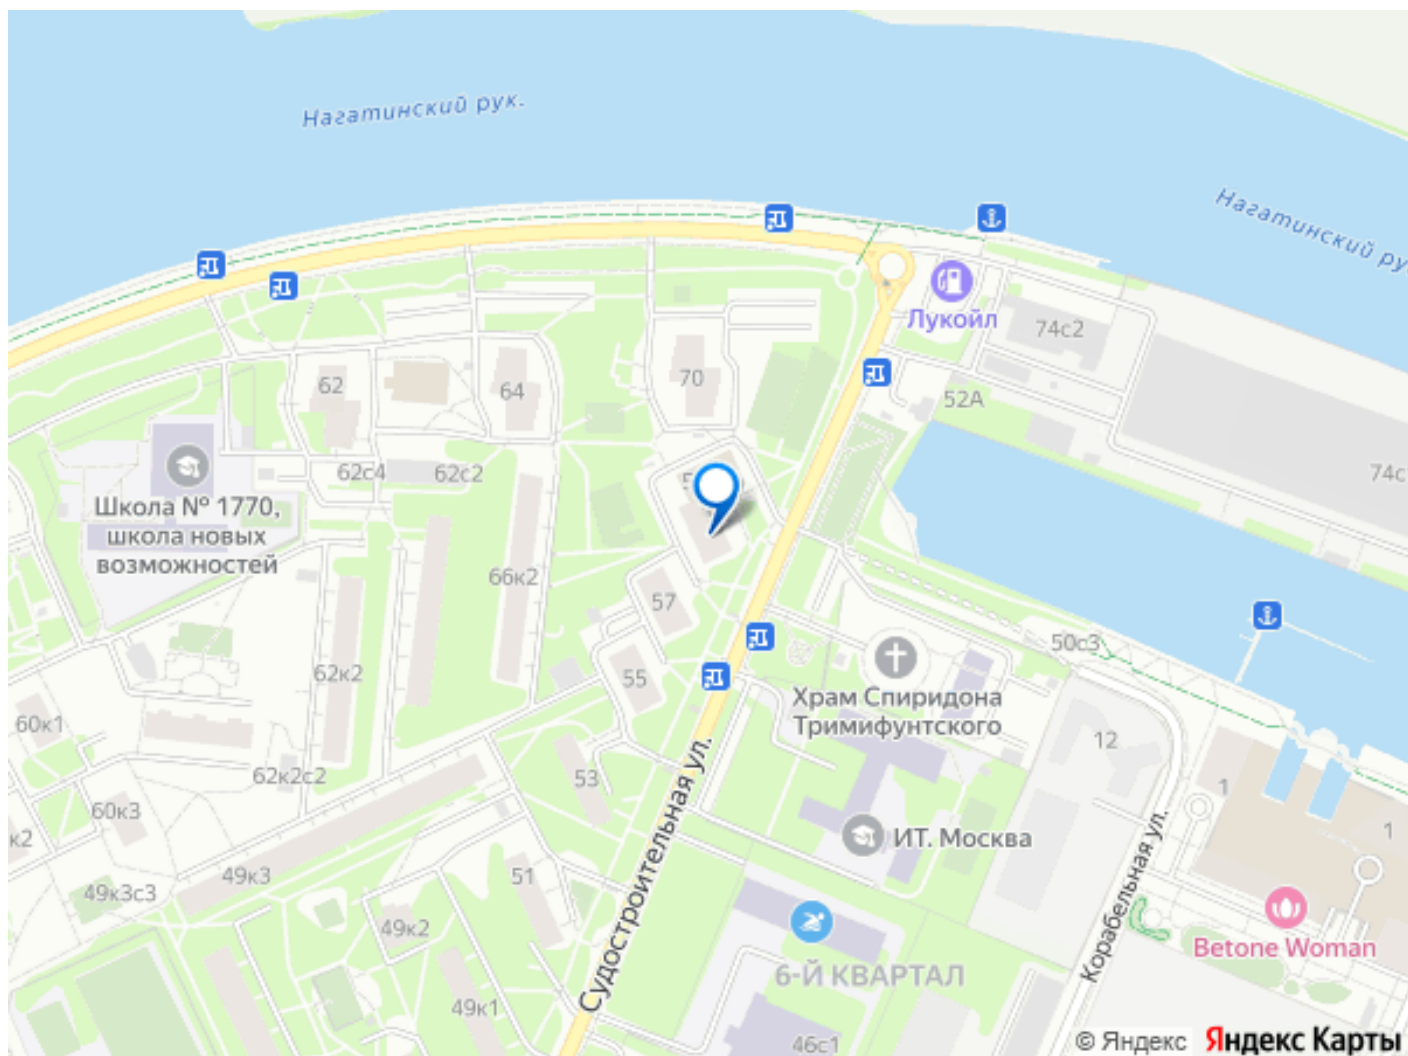 Нагатинский рук.
Нагатинский ру
Лукойл
74с2
62
64
70
52А
62с4
62с2
74с
Школа № 1770,
школа новых
возможностей
66к2
57
50с3
62к2
55
Храм Спиридона
Тримифунтского
60к1
12
62к2с2
53
1
60к3
к2
ИТ. Москва
1
49к3
51
49к3с3
49к2
Судостроительная ул.
Корабельная ул.
Betone Woman
6-Й КВАРТАЛ
49к1
46с1
© Яндекс Яндекс Карты